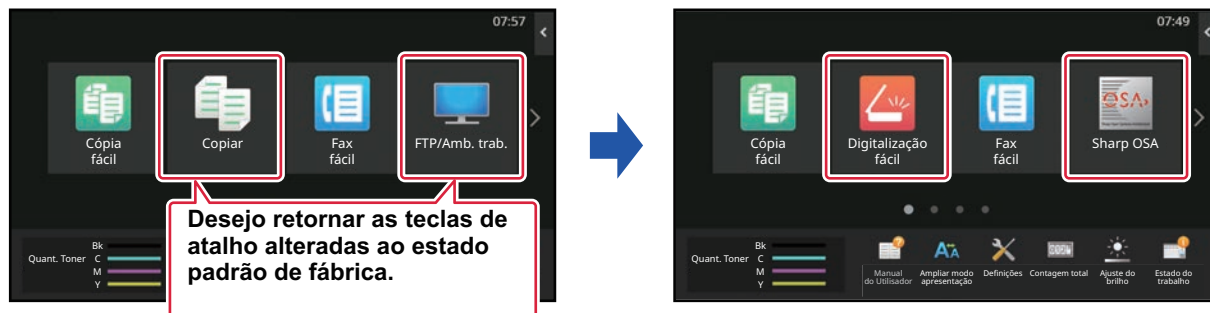 07:57
Cópia
fácil
Copiar
Fax
fácil
FTP/Amb. trab.
Desejo retornar as teclas de
atalho alteradas ao estado
padrão de fábrica.
Quant. Toner
Bk
C
M
Y
07:49
Cópia
fácil
Digitalização
fácil
Fax
fácil
OSA
Sharp OSA
Quant. Toner
Bk
C
M
Y
Manual
do Utilisador
Ampliar modo
apresentação
Definições
Contagem total
Ajuste do
brilho
Estado do
trabalho